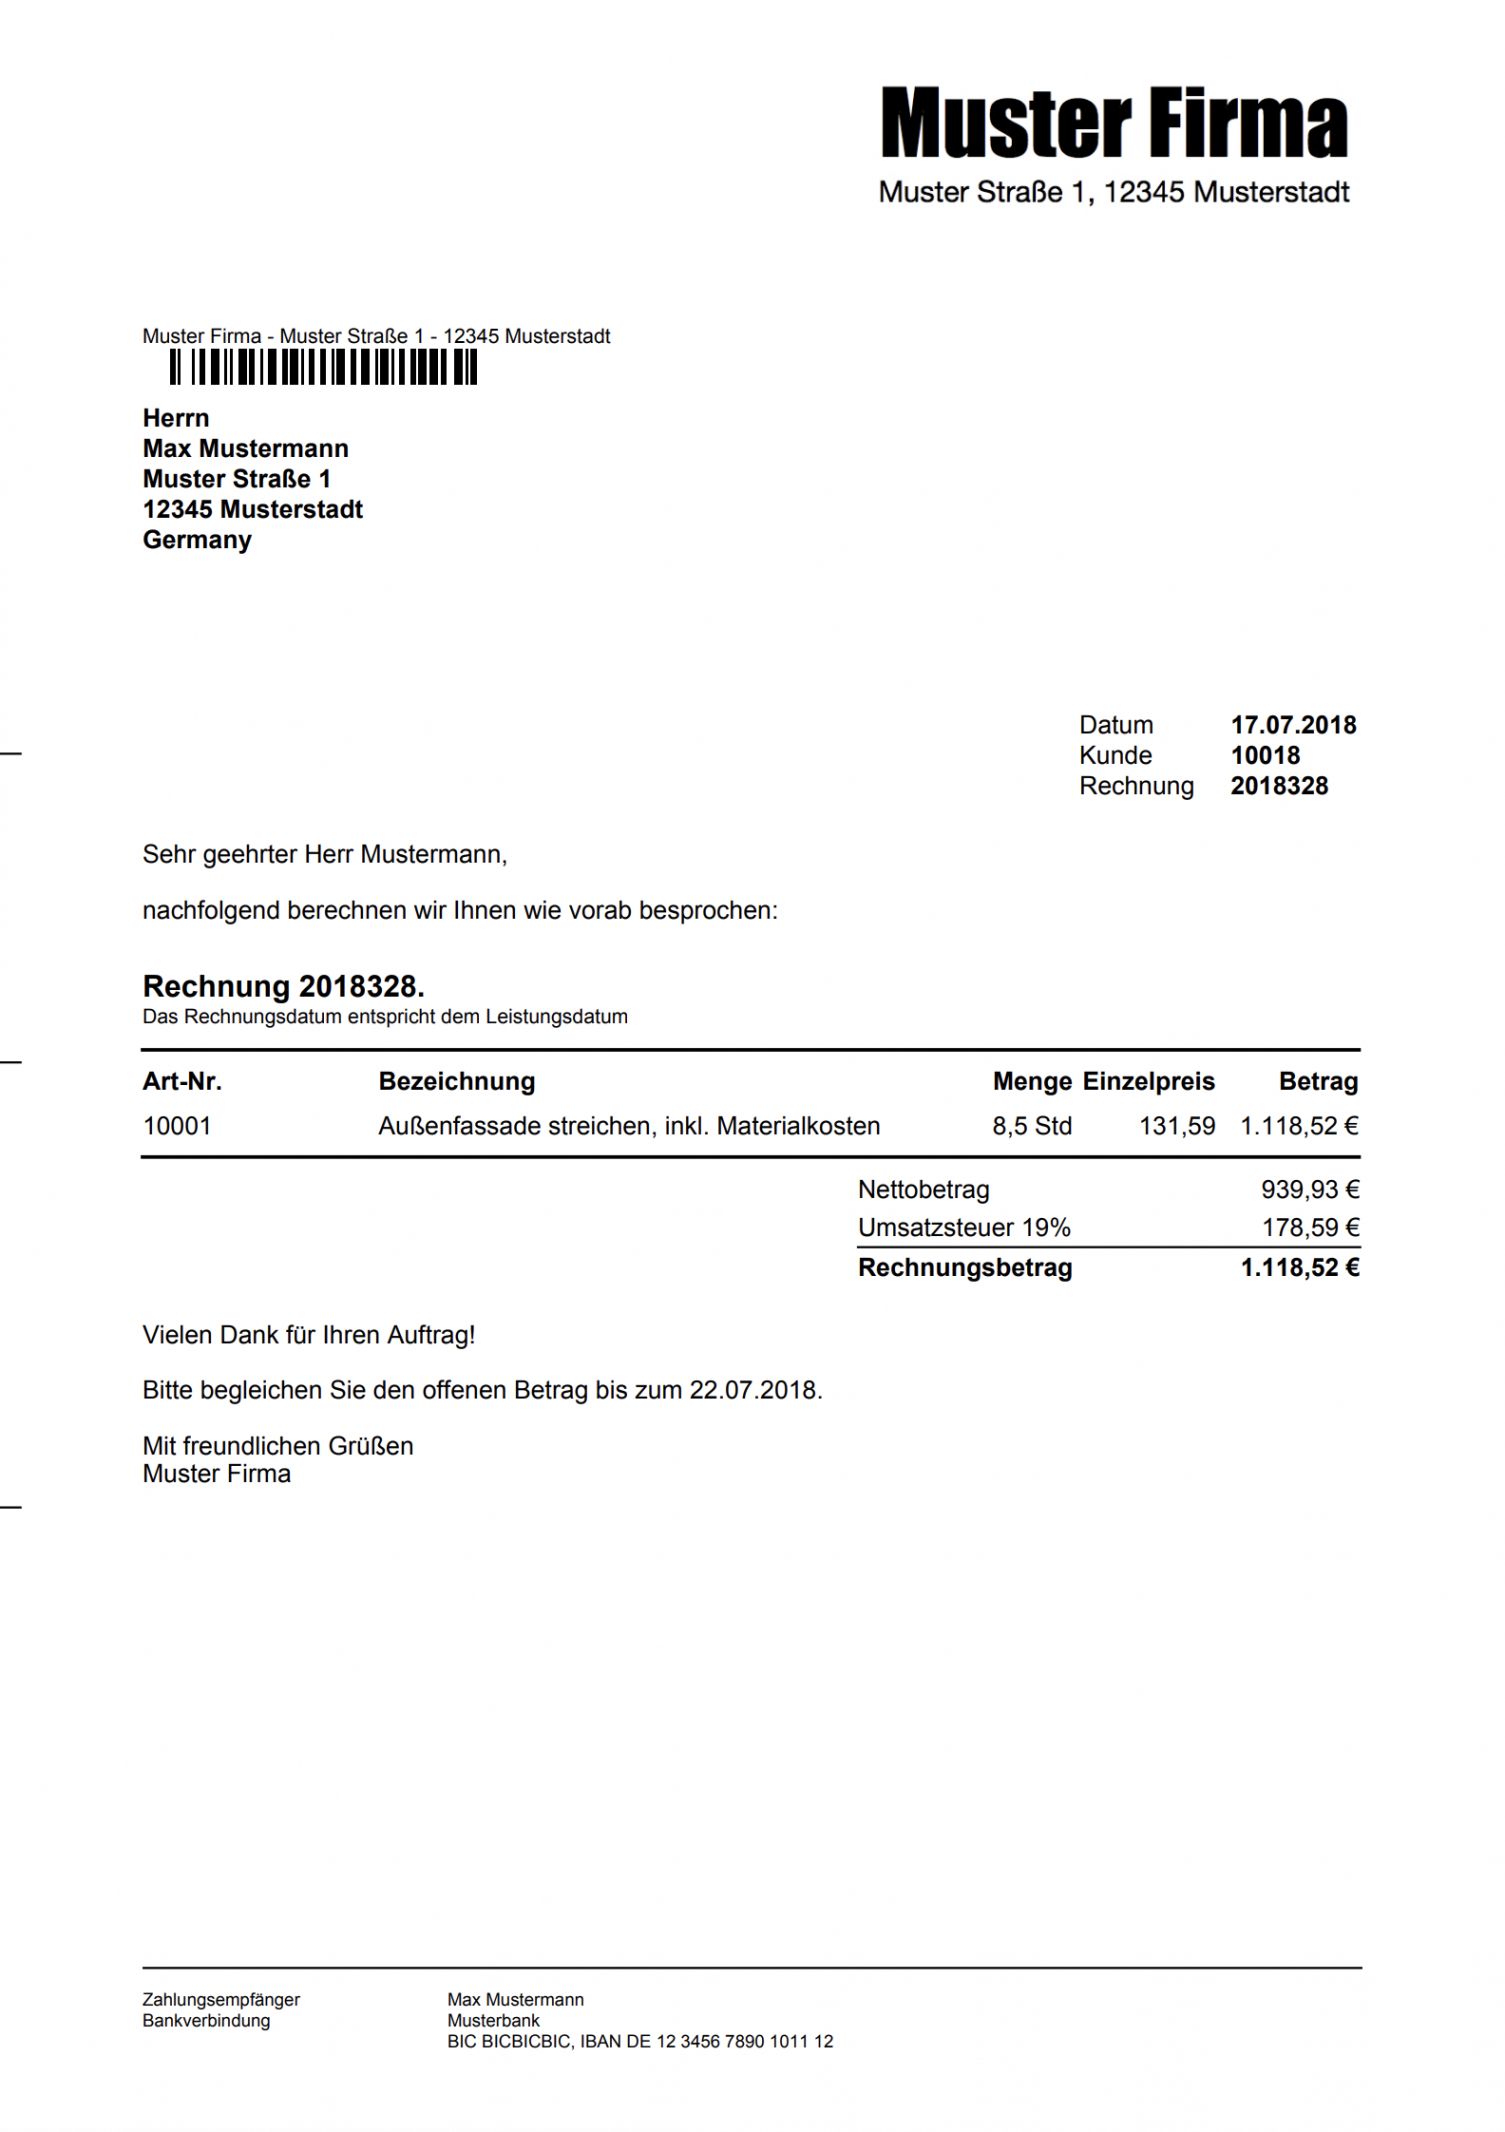 Muster Firma
Muster Straße 1, 12345 Musterstadt
Muster Firma - Muster Straße 1 - 12345 Musterstadt
Herrn
Max Mustermann
Muster Straße 1
12345 Musterstadt
Germany
Datum 17.07.2018
Kunde 10018
Rechnung 2018328
Sehr geehrter Herr Mustermann,
nachfolgend berechnen wir Ihnen wie vorab besprochen:
Rechnung 2018328.
Das Rechnungsdatum entspricht dem Leistungsdatum
Art-Nr. Bezeichnung Menge Einzelpreis Betrag
10001 Außenfassade streichen, inkl. Materialkosten 8,5 Std 131,59 1.118,52 €
Nettobetrag 939,93 €
Umsatzsteuer 19% 178,59 €
Rechnungsbetrag 1.118,52 €
Vielen Dank für Ihren Auftrag!
Bitte begleichen Sie den offenen Betrag bis zum 22.07.2018.
Mit freundlichen Grüßen
Muster Firma
Zahlungsempfänger Max Mustermann
Bankverbindung Musterbank
BIC BICBICBIC, IBAN DE 12 3456 7890 1011 12